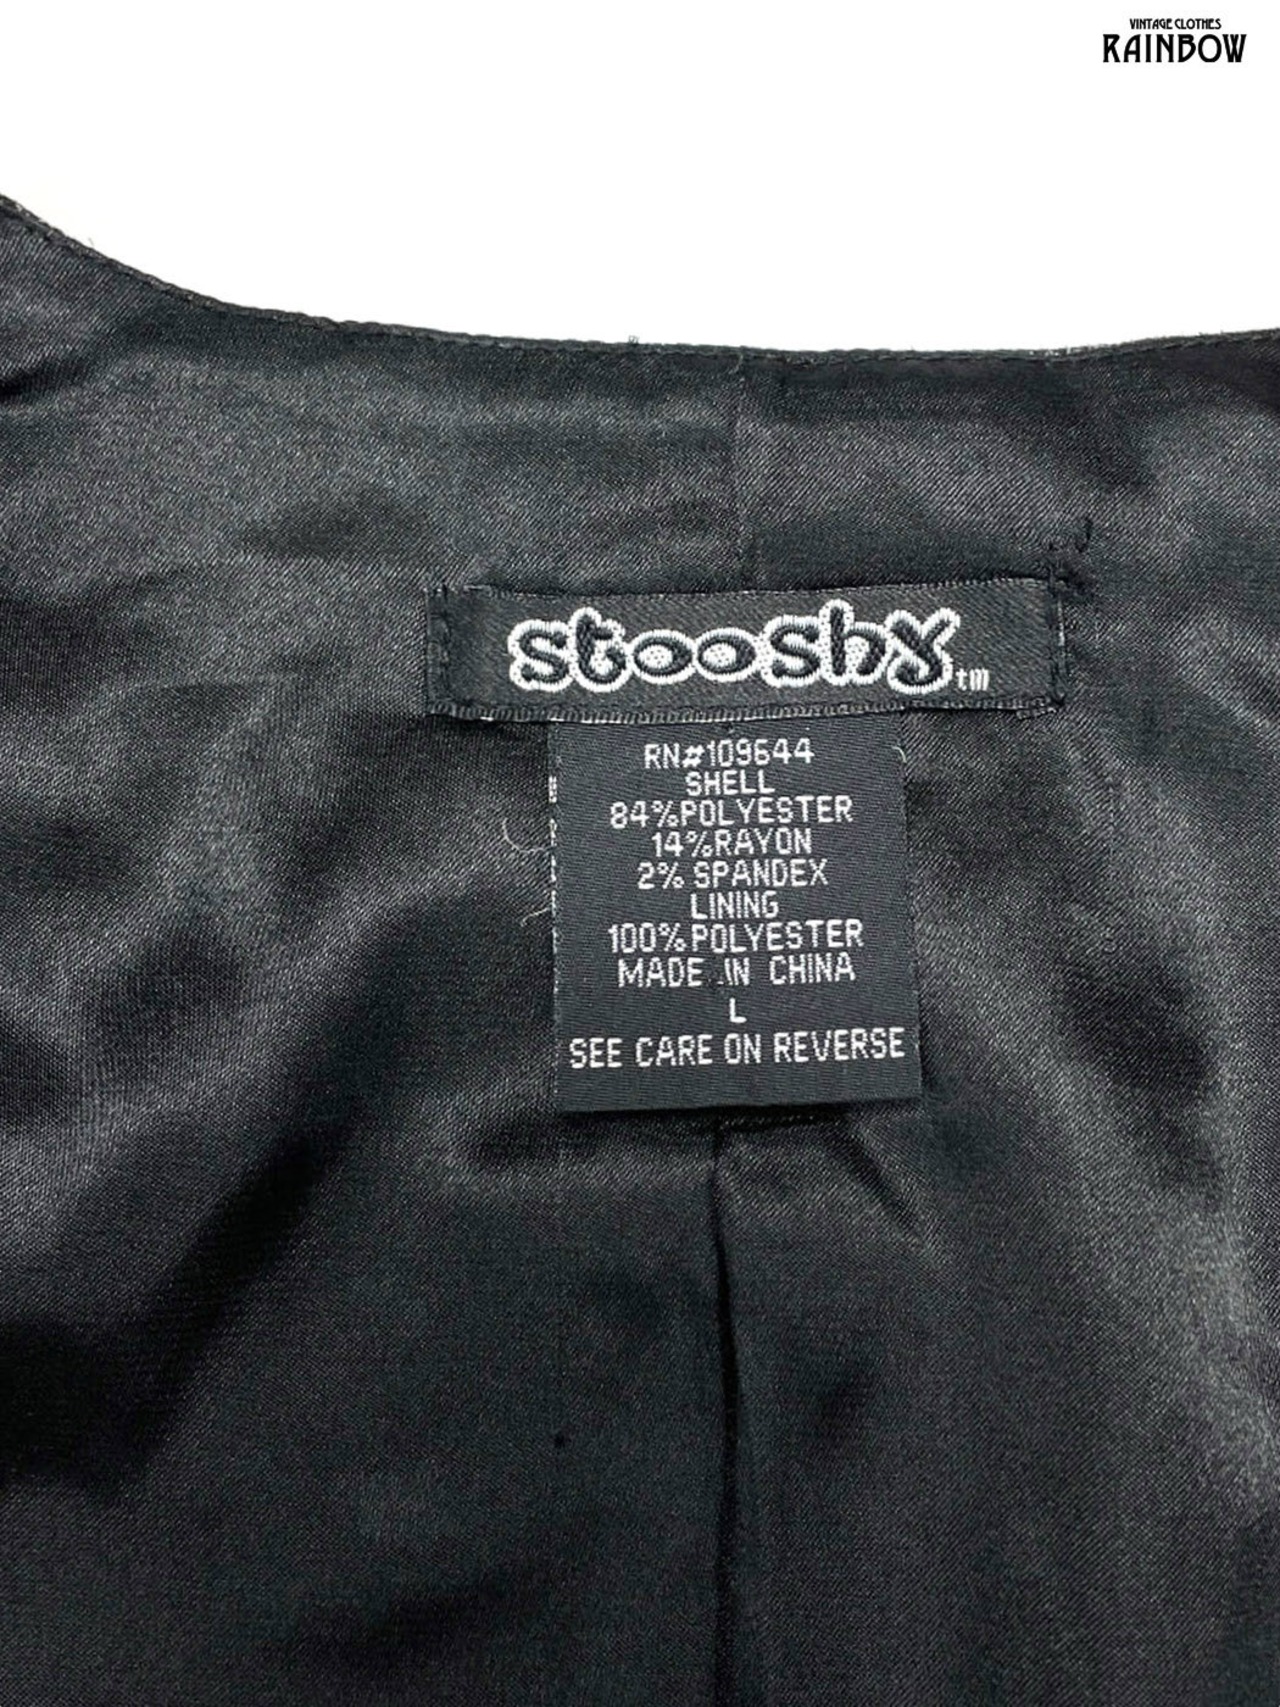 VINTAGE CLOTHES
RAINBOW
stooshy tm
RN#109644
SHELL
84%POLYESTER
14%RAYON
2% SPANDEX
LINING
100%POLYESTER
MADE IN CHINA
L
SEE CARE ON REVERSE